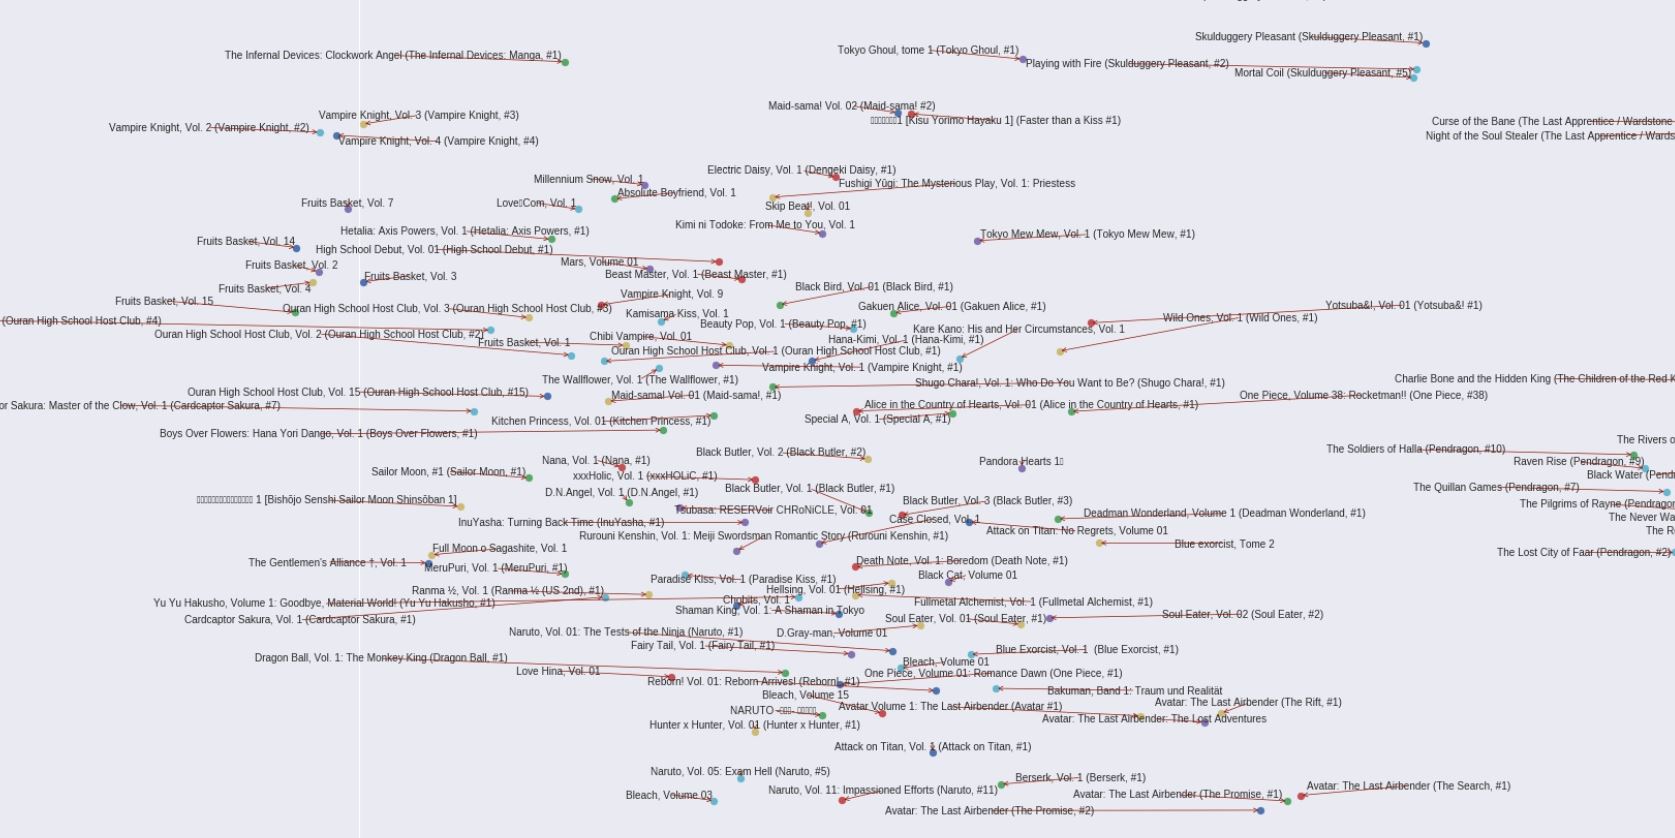 Skulduggery Pleasant (Skulduggery Pleasant, #1)
Tokyo Ghoul, tome 1 (Tokyo Ghoul, #1)
The Infernal Devices: Clockwork Angel (The Infernal Devices: Manga, #1)
Playing with Fire (Skulduggery Pleasant, #2)
Mortal Coil (Skulduggery Pleasant, #5)
Maid-sama! Vol. 02 (Maid-sama! #2)
Vampire Knight, Vol. 3 (Vampire Knight, #3)
1 [Kisu Yorimo Hayaku 1] (Faster than a Kiss #1)
Curse of the Bane (The Last Apprentice / Wardstone
Vampire Knight, Vol. 2 (Vampire Knight, #2)
Night of the Soul Stealer (The Last Apprentice / Wards
Vampire Knight, Vol. 4 (Vampire Knight, #4)
Electric Daisy, Vol. 1 (Dengeki Daisy, #1)
Millennium Snow, Vol. 1
Fushigi Yûgi: The Mysterious Play, Vol. 1: Priestess
Absolute Boyfriend, Vol. 1
Fruits Basket, Vol. 7
Love Com, Vol. 1
Skip Beat!, Vol. 01
Kimi ni Todoke: From Me to You, Vol. 1
Hetalia: Axis Powers, Vol. 1 (Hetalia: Axis Powers, #1)
Tokyo Mew Mew, Vol. 1 (Tokyo Mew Mew, #1)
Fruits Basket, Vol. 14
High School Debut, Vol. 01 (High School Debut, #1)
Mars, Volume 01
Fruits Basket, Vol. 2
Beast Master, Vol. 1 (Beast Master, #1)
Fruits Basket, Vol. 3
Fruits Basket, Vol. 4
Black Bird, Vol. 01 (Black Bird, #1)
Vampire Knight, Vol. 9
Fruits Basket, Vol. 15
Ouran High School Host Club, Vol. 3 (Ouran High School Host Club, #3)
Gakuen Alice, Vol. 01 (Gakuen Alice, #1)
Yotsuba&!, Vol. 01 (Yotsuba&! #1)
Kamisama Kiss, Vol. 1
Wild Ones, Vol. 1 (Wild Ones, #1)
(Ouran High School Host Club, #4)
Beauty Pop, Vol. 1 (Beauty Pop, #1)
Kare Kano: His and Her Circumstances, Vol. 1
Ouran High School Host Club, Vol. 2 (Ouran High School Host Club, #2)
Chibi Vampire, Vol. 01
Hana-Kimi, Vol. 1 (Hana-Kimi, #1)
Fruits Basket, Vol. 1
Ouran High School Host Club, Vol. 1 (Ouran High School Host Club, #1)
Vampire Knight, Vol. 1 (Vampire Knight, #1)
The Wallflower, Vol. 1 (The Wallflower, #1)
Charlie Bone and the Hidden King (The Children of the Red K
Shugo Chara!, Vol. 1: Who Do You Want to Be? (Shugo Chara!, #1)
Ouran High School Host Club, Vol. 15 (Ouran High School Host Club, #15)
Maid-sama! Vol. 01 (Maid-sama!, #1)
One Piece, Volume 38: Rocketman!! (One Piece, #38)
or Sakura: Master of the Clow, Vol. 1 (Cardcaptor Sakura, #7)
Alice in the Country of Hearts, Vol. 01 (Alice in the Country of Hearts, #1)
Kitchen Princess, Vol. 01 (Kitchen Princess, #1)
Special A, Vol. 1 (Special A, #1)
Boys Over Flowers: Hana Yori Dango, Vol. 1 (Boys Over Flowers, #1)
The Rivers o
The Soldiers of Halla (Pendragon, #10)
Black Butler, Vol. 2 (Black Butler, #2)
Nana, Vol. 1 (Nana, #1)
Pandora Hearts 1
Raven Rise (Pendragon, #9)
Sailor Moon, #1 (Sailor Moon, #1)
xxxHolic, Vol. 1 (xxxHOLiC, #1)
Black Water (Pend
Black Butler, Vol. 1 (Black Butler, #1)
The Quillan Games (Pendragon, #7)
D.N.Angel, Vol. 1 (D.N.Angel, #1)
1 [Bishōjo Senshi Sailor Moon Shinsōban 1]
Black Butler, Vol. 3 (Black Butler, #3)
The Pilgrims of Rayne (Pendragon
Tsubasa: RESERVoir CHRoNiCLE, Vol. 01
Deadman Wonderland, Volume 1 (Deadman Wonderland, #1)
The Never Wa
Case Closed, Vol. 1
InuYasha: Turning Back Time (InuYasha, #1)
Attack on Titan: No Regrets, Volume 01
The R
Rurouni Kenshin, Vol. 1: Meiji Swordsman Romantic Story (Rurouni Kenshin, #1)
Blue exorcist, Tome 2
Full Moon o Sagashite, Vol. 1
The Lost City of Faar (Pendragon, #2)
The Gentlemen's Alliance †, Vol. 1
Death Note, Vol. 1: Boredom (Death Note, #1)
MeruPuri, Vol. 1 (MeruPuri, #1)
Black Cat, Volume 01
Paradise Kiss, Vol. 1 (Paradise Kiss, #1)
Ranma ½, Vol. 1 (Ranma ½ (US 2nd), #1)
Hellsing, Vol. 01 (Hellsing, #1)
Chobits, Vol. 1
Yu Yu Hakusho, Volume 1: Goodbye, Material World! (Yu Yu Hakusho, #1)
Fullmetal Alchemist, Vol. 1 (Fullmetal Alchemist, #1)
Shaman King, Vol. 1: A Shaman in Tokyo
Soul Eater, Vol. 02 (Soul Eater, #2)
Cardcaptor Sakura, Vol. 1 (Cardcaptor Sakura, #1)
Soul Eater, Vol. 01 (Soul Eater, #1)
Naruto, Vol. 01: The Tests of the Ninja (Naruto, #1)
D.Gray-man, Volume 01
Fairy Tail, Vol. 1 (Fairy Tail, #1)
Blue Exorcist, Vol. 1 (Blue Exorcist, #1)
Dragon Ball, Vol. 1: The Monkey King (Dragon Ball, #1)
Bleach, Volume 01
Love Hina, Vol. 01
One Piece, Volume 01: Romance Dawn (One Piece, #1)
Reborn! Vol. 01: Reborn Arrives! (Reborn!, #1)
Bakuman, Band 1: Traum und Realität
Bleach, Volume 15
Avatar: The Last Airbender (The Rift, #1)
Avatar Volume 1: The Last Airbender (Avatar #1)
NARUTO
Avatar: The Last Airbender: The Lost Adventures
Hunter x Hunter, Vol. 01 (Hunter x Hunter, #1)
Attack on Titan, Vol. 1 (Attack on Titan, #1)
Naruto, Vol. 05: Exam Hell (Naruto, #5)
Berserk, Vol. 1 (Berserk, #1)
Avatar: The Last Airbender (The Search, #1)
Naruto, Vol. 11: Impassioned Efforts (Naruto, #11)
Bleach, Volume 03
Avatar: The Last Airbender (The Promise, #1)
Avatar: The Last Airbender (The Promise, #2)